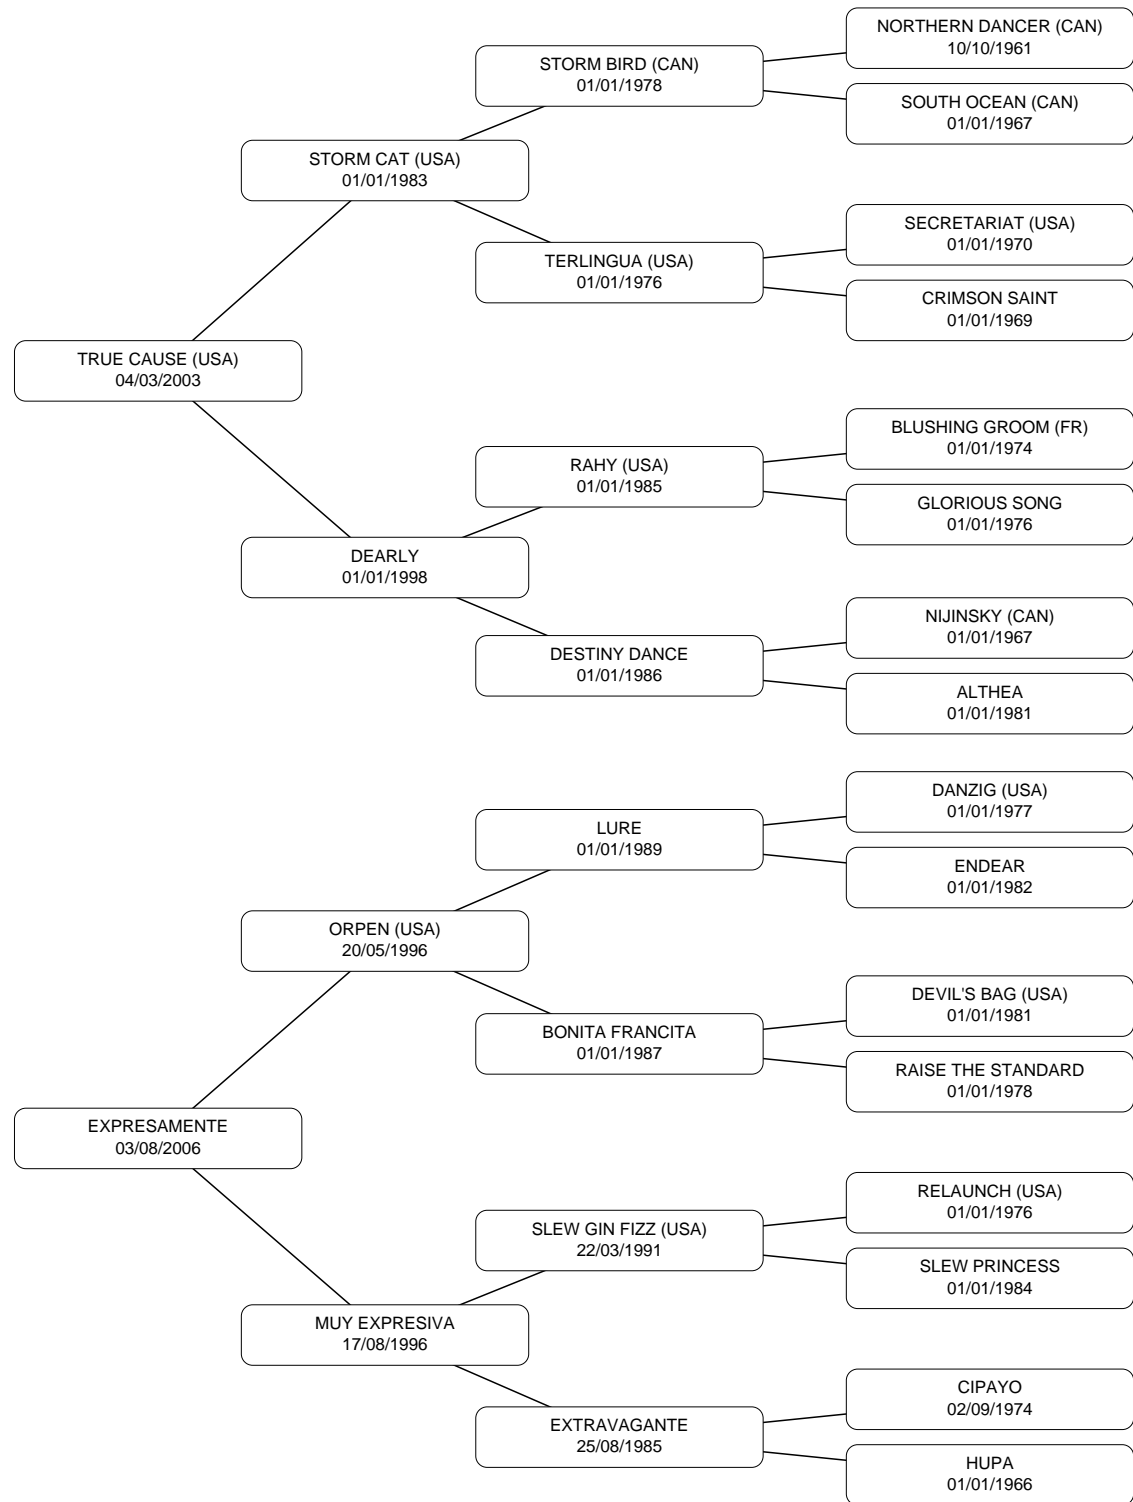 NORTHERN DANCER (CAN)
10/10/1961
STORM BIRD (CAN)
01/01/1978
SOUTH OCEAN (CAN)
01/01/1967
STORM CAT (USA)
01/01/1983
SECRETARIAT (USA)
01/01/1970
TERLINGUA (USA)
01/01/1976
CRIMSON SAINT
01/01/1969
TRUE CAUSE (USA)
04/03/2003
BLUSHING GROOM (FR)
01/01/1974
RAHY (USA)
01/01/1985
GLORIOUS SONG
01/01/1976
DEARLY
01/01/1998
NIJINSKY (CAN)
01/01/1967
DESTINY DANCE
01/01/1986
ALTHEA
01/01/1981
DANZIG (USA)
01/01/1977
LURE
01/01/1989
ENDEAR
01/01/1982
ORPEN (USA)
20/05/1996
DEVIL'S BAG (USA)
01/01/1981
BONITA FRANCITA
01/01/1987
RAISE THE STANDARD
01/01/1978
EXPRESAMENTE
03/08/2006
RELAUNCH (USA)
01/01/1976
SLEW GIN FIZZ (USA)
22/03/1991
SLEW PRINCESS
01/01/1984
MUY EXPRESIVA
17/08/1996
CIPAYO
02/09/1974
EXTRAVAGANTE
25/08/1985
HUPA
01/01/1966